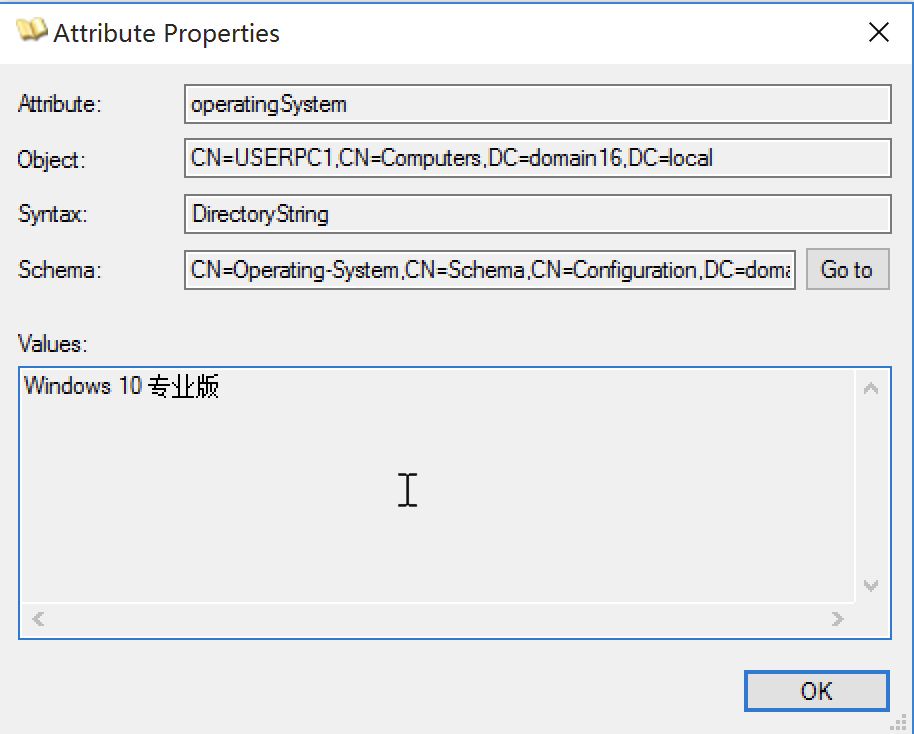 Attribute Properties
Attribute: operatingSystem
Object: CN=USERPC1,CN=Computers,DC=domain16,DC=local
Syntax: DirectoryString
Schema: CN=Operating-System,CN=Schema,CN=Configuration,DC=doma Go to
Values:
Windows 10 专业版
OK